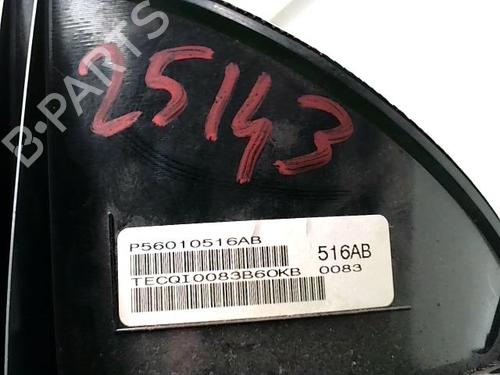 B-PARTS
25143
P56010516AB
516AB
TECQI0083B60KB
0083